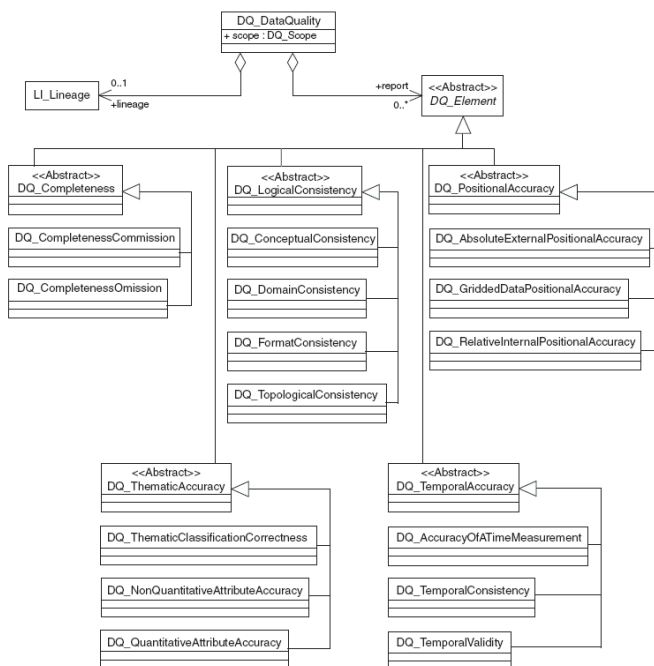 DQ_DataQuality
+ scope : DQ_Scope
LI_Lineage
0..1
+lineage
+report
0..*
<<Abstract>>
DQ_Element
<<Abstract>>
DQ_Completeness
<<Abstract>>
DQ_LogicalConsistency
<<Abstract>>
DQ_PositionalAccuracy
DQ_CompletenessCommission
DQ_ConceptualConsistency
DQ_AbsoluteExternalPositionalAccuracy
DQ_CompletenessOmission
DQ_DomainConsistency
DQ_GriddedDataPositionalAccuracy
DQ_FormatConsistency
DQ_RelativeInternalPositionalAccuracy
DQ_TopologicalConsistency
<<Abstract>>
DQ_ThematicAccuracy
<<Abstract>>
DQ_TemporalAccuracy
DQ_ThematicClassificationCorrectness
DQ_AccuracyOfATimeMeasurement
DQ_NonQuantitativeAttributeAccuracy
DQ_TemporalConsistency
DQ_QuantitativeAttributeAccuracy
DQ_TemporalValidity